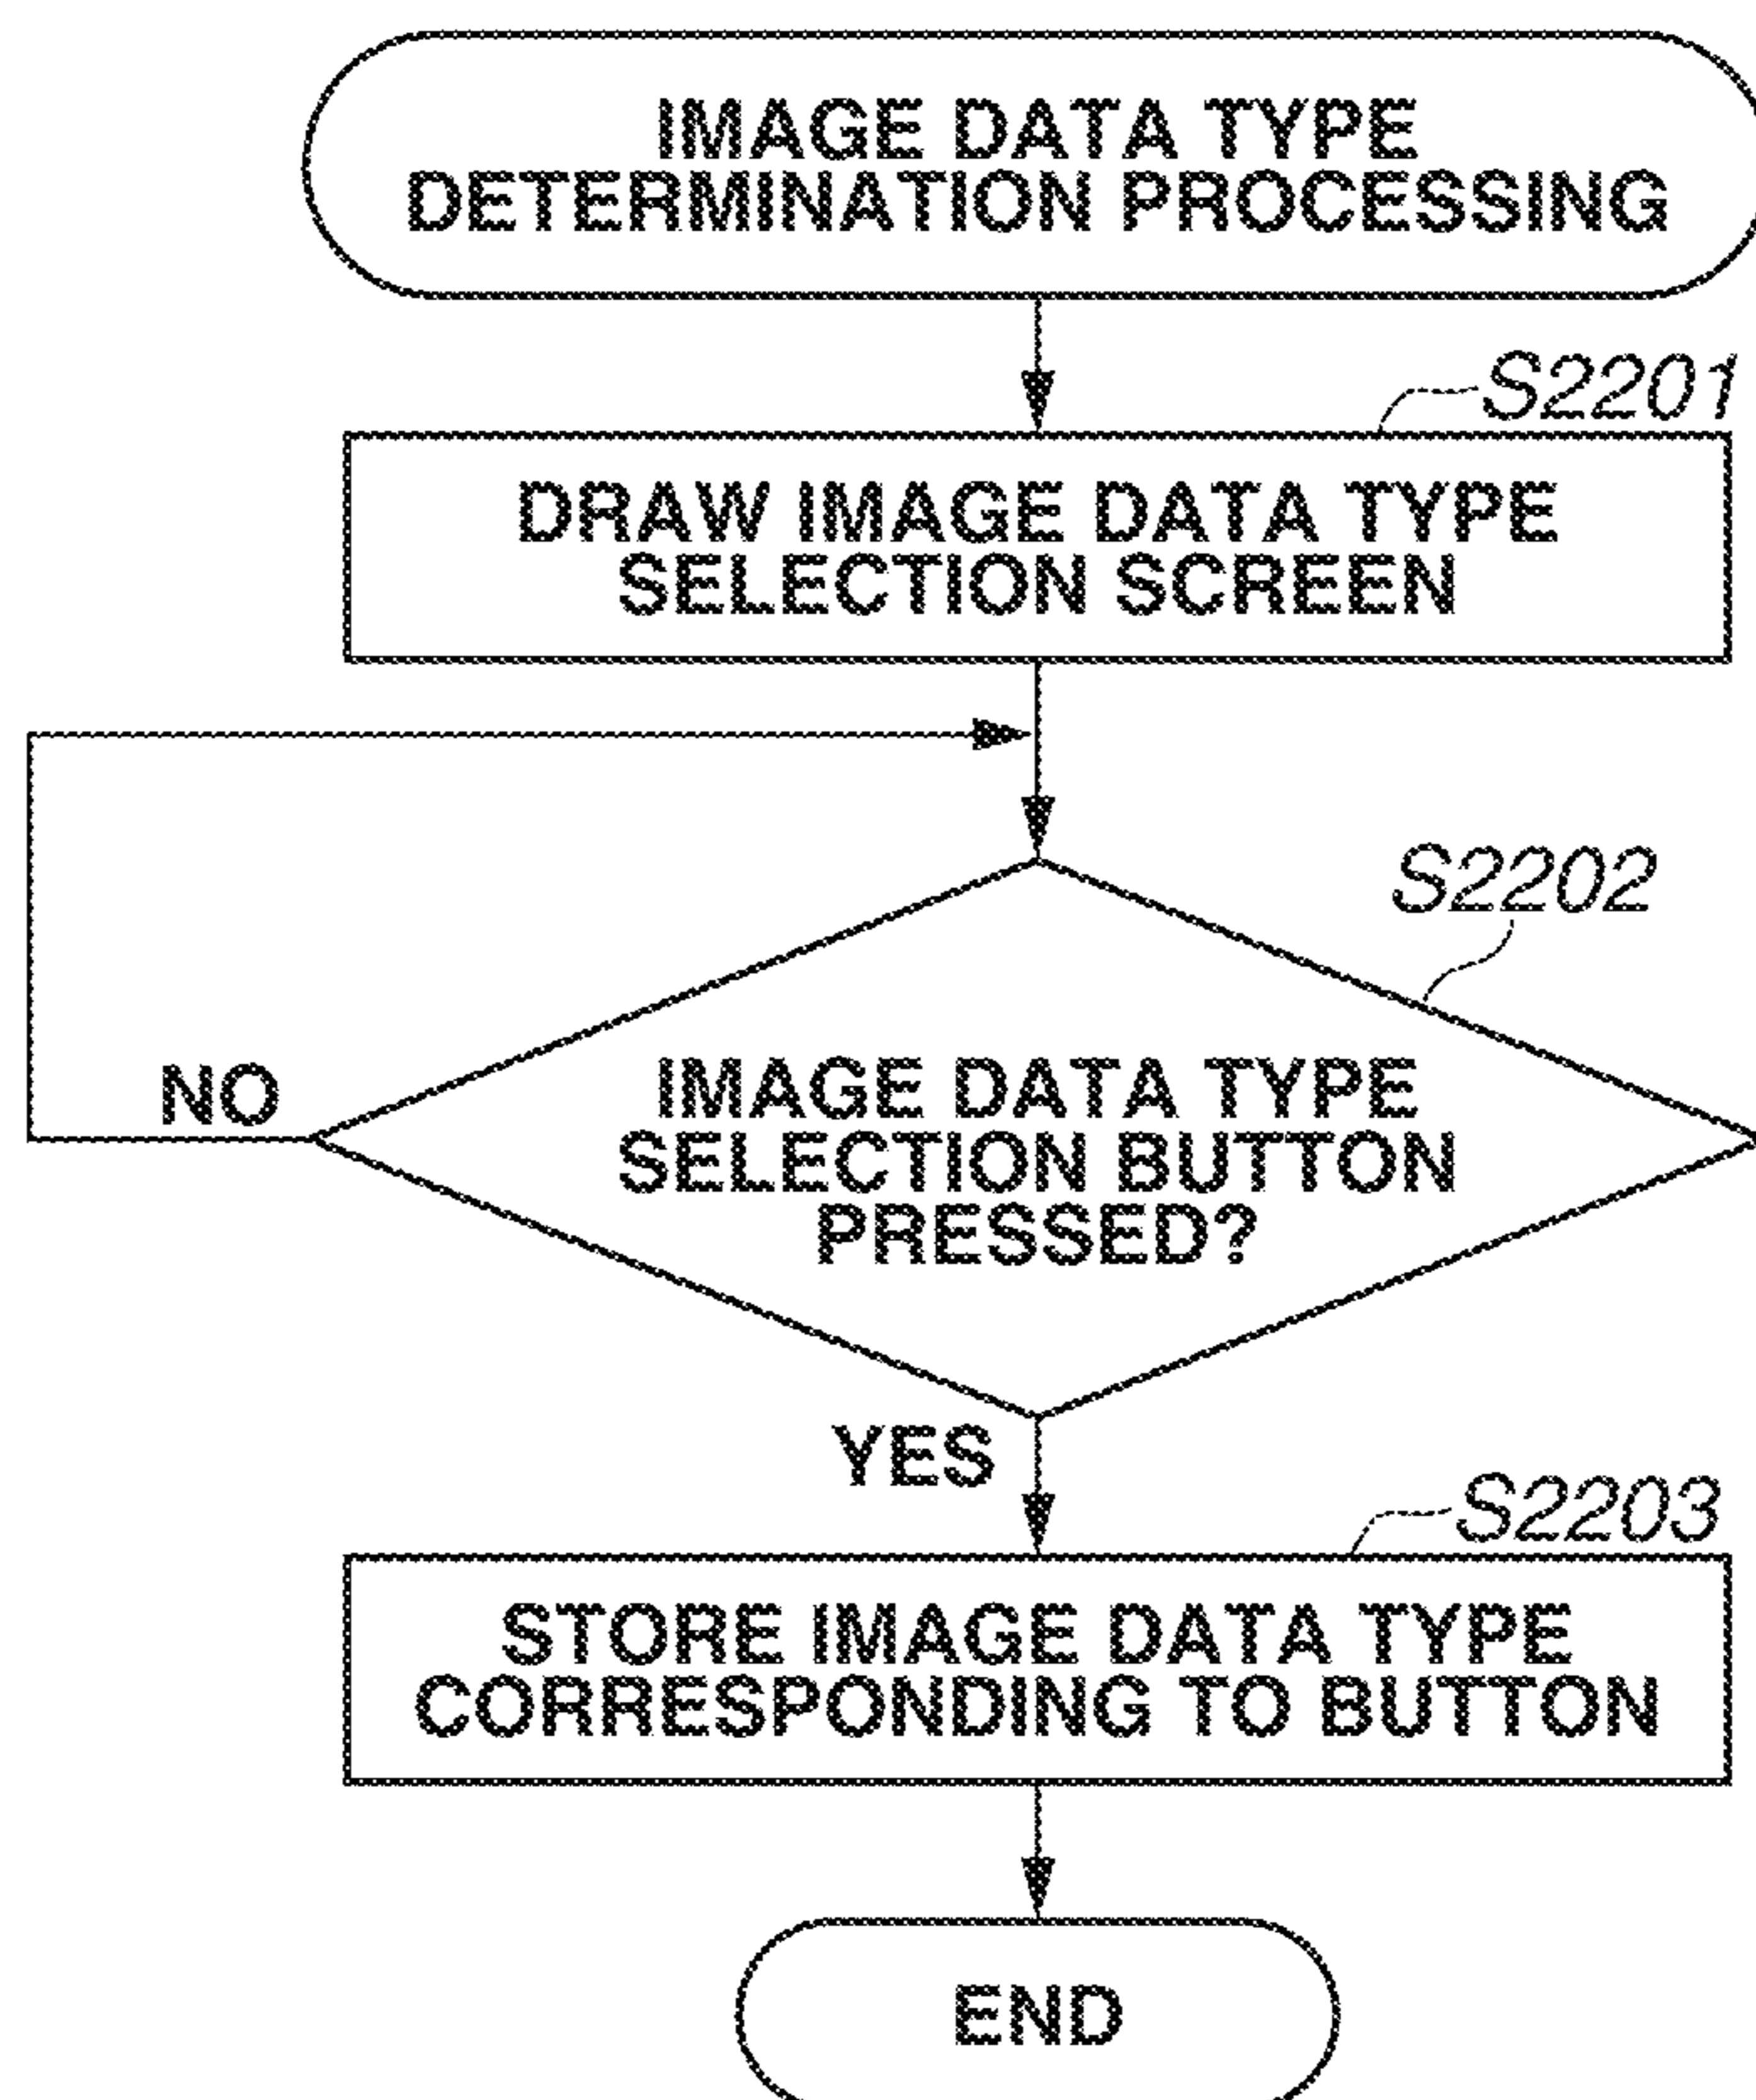 IMAGE DATA TYPE
DETERMINATION PROCESSING
S2201
DRAW IMAGE DATA TYPE
SELECTION SCREEN
S2202
NO
IMAGE DATA TYPE
SELECTION BUTTON
PRESSED?
YES
S2203
STORE IMAGE DATA TYPE
CORRESPONDING TO BUTTON
END